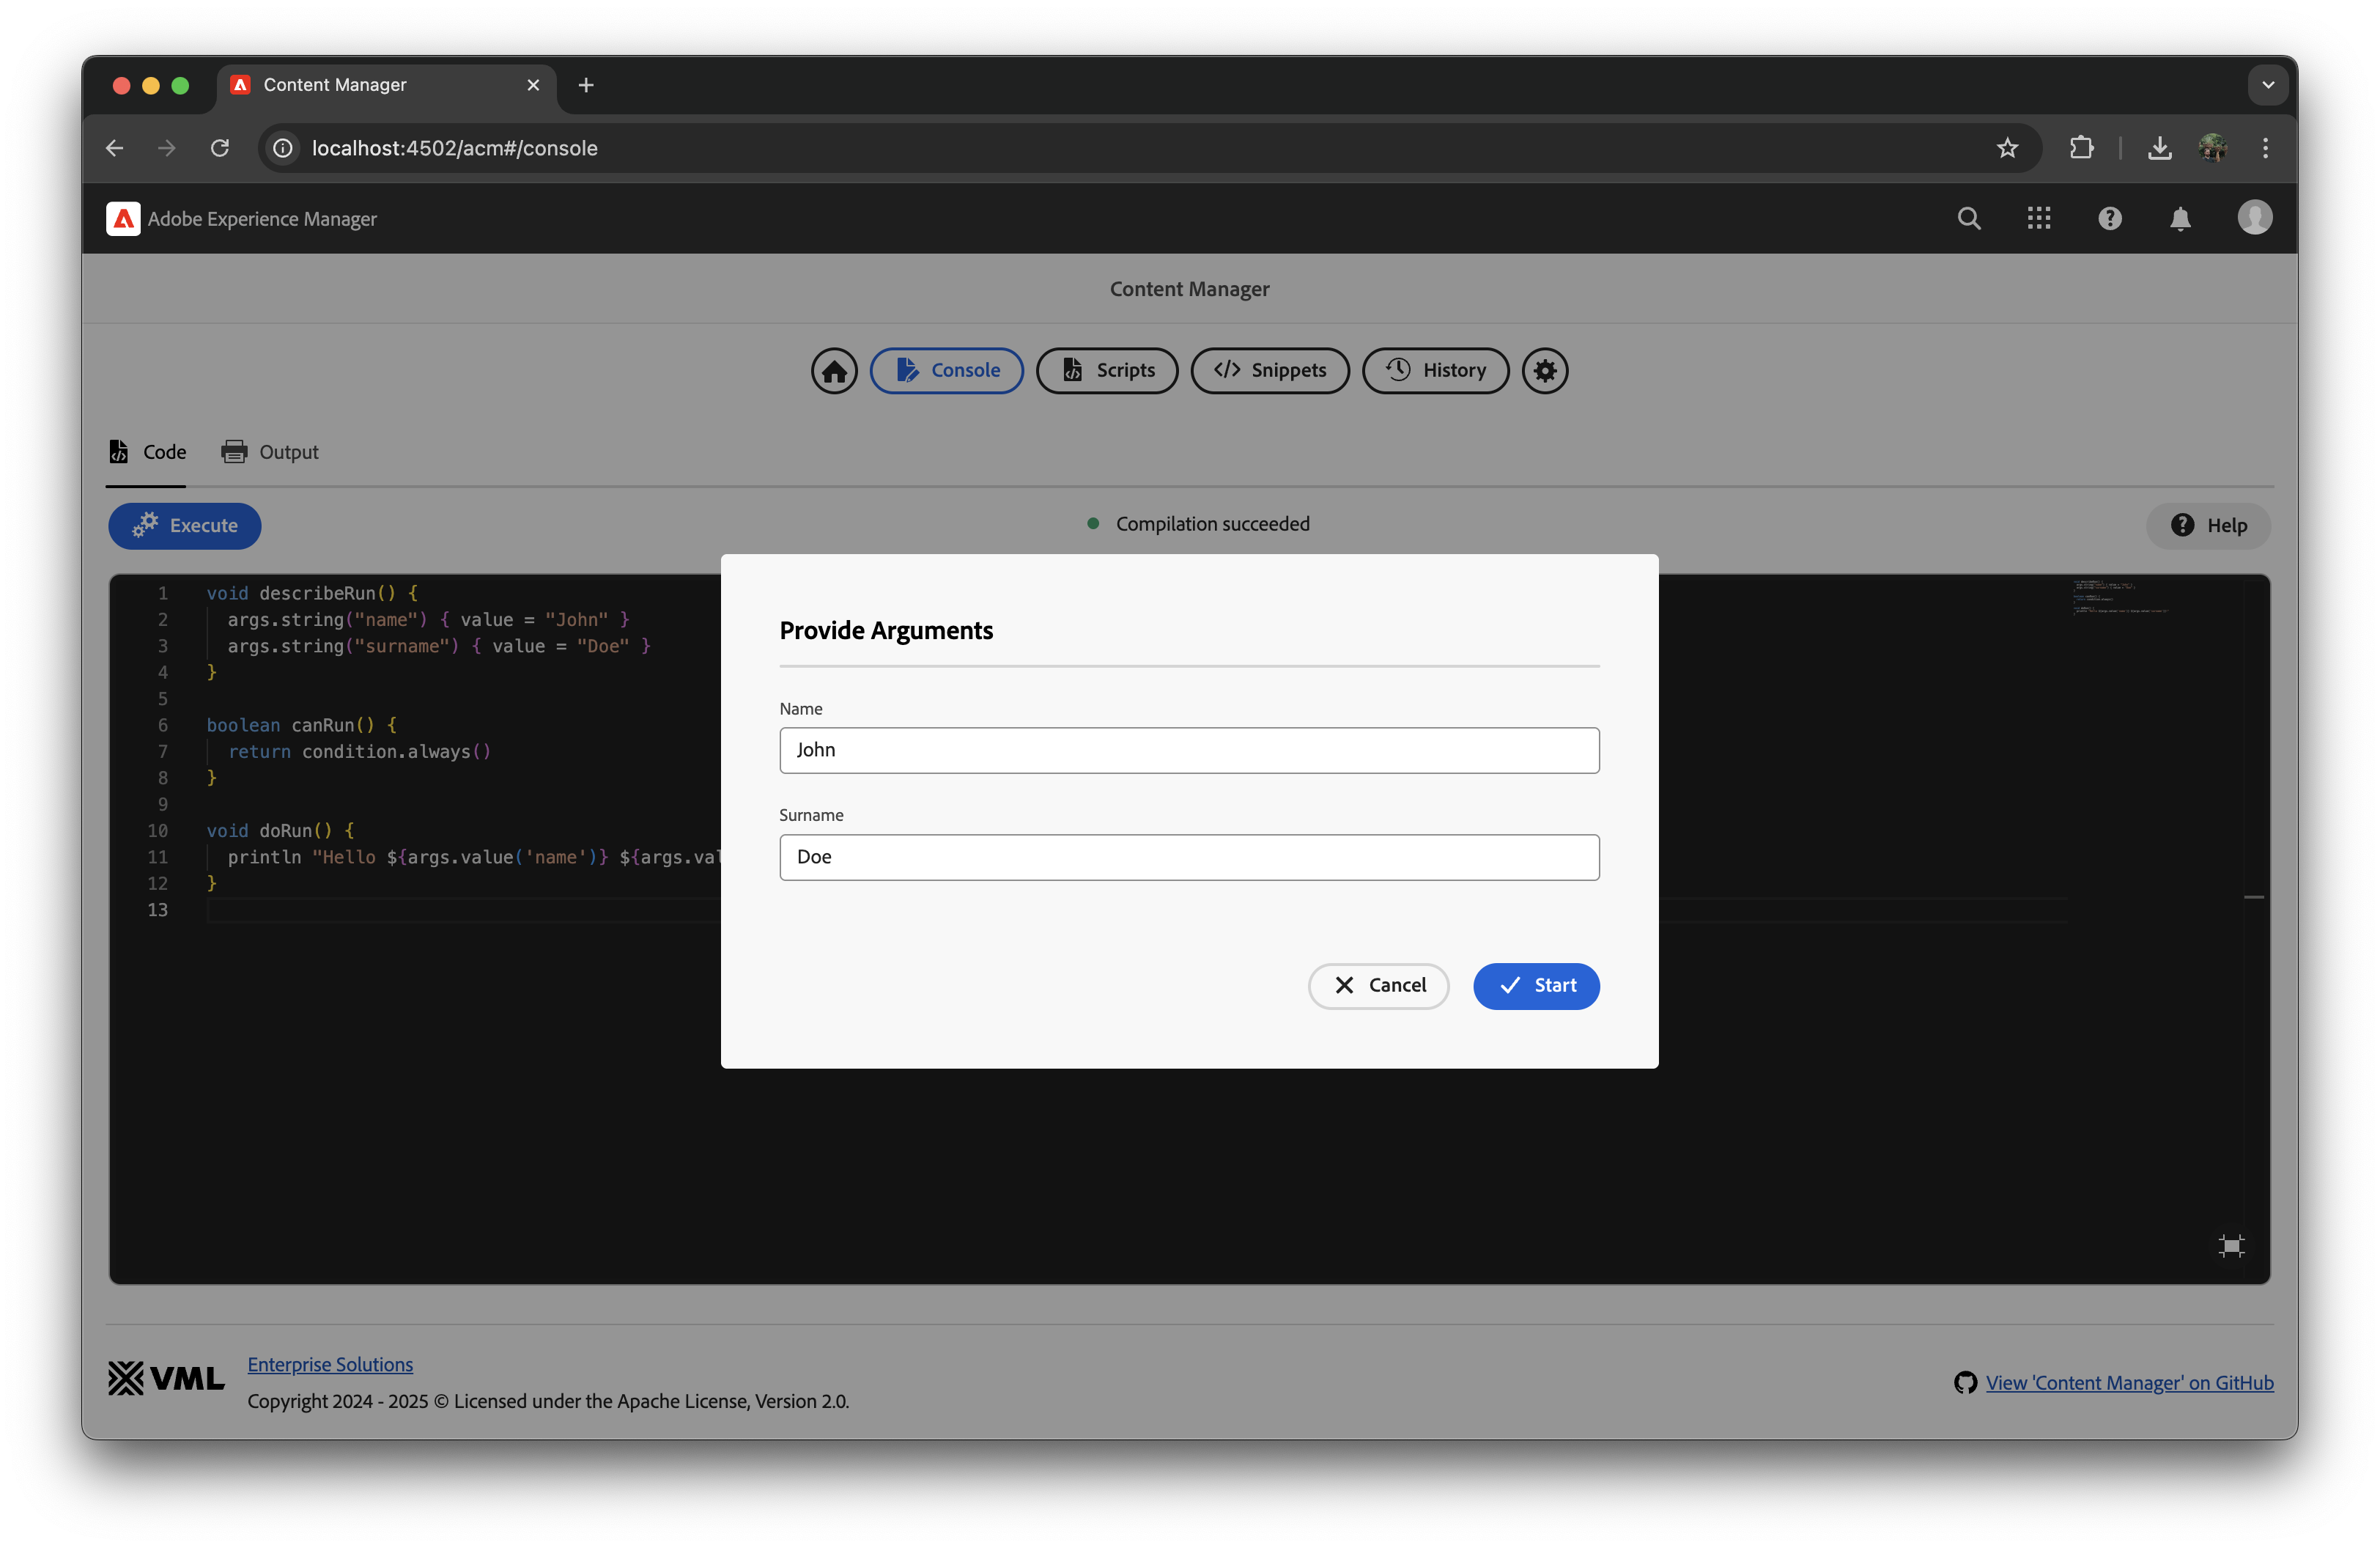 Content Manager
localhost:4502/acm#/console
Adobe Experience Manager
Content Manager
Console
Scripts
</> Snippets
History
Code
Output
Execute
Compilation succeeded
Help
1 void describeRun() {
2 args.string("name") { value = "John" }
3 args.string("surname") { value = "Doe" }
4 }
5
6 boolean canRun() {
7 return condition.always()
8 }
9
10 void doRun() {
11 println "Hello ${args.value('name')} ${args.val
12 }
13
Provide Arguments
Name
John
Surname
Doe
Cancel
Start
VML
Enterprise Solutions
Copyright 2024 - 2025 © Licensed under the Apache License, Version 2.0.
View 'Content Manager' on GitHub